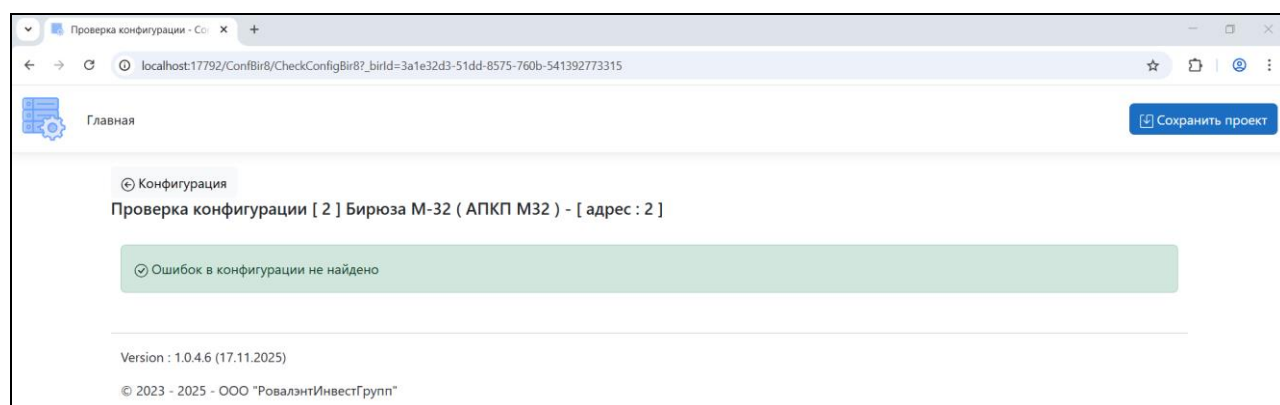 Проверка конфигурации - Co
localhost:17792/ConfBir8/CheckConfigBir8?_birId=3a1e32d3-51dd-8575-760b-541392773315
Главная
Сохранить проект
Конфигурация
Проверка конфигурации [ 2 ] Бирюза М-32 ( АПКП М32 ) - [ адрес : 2 ]
Ошибок в конфигурации не найдено
Version : 1.0.4.6 (17.11.2025)
© 2023 - 2025 - ООО "РовалэнтИнвестГрупп"